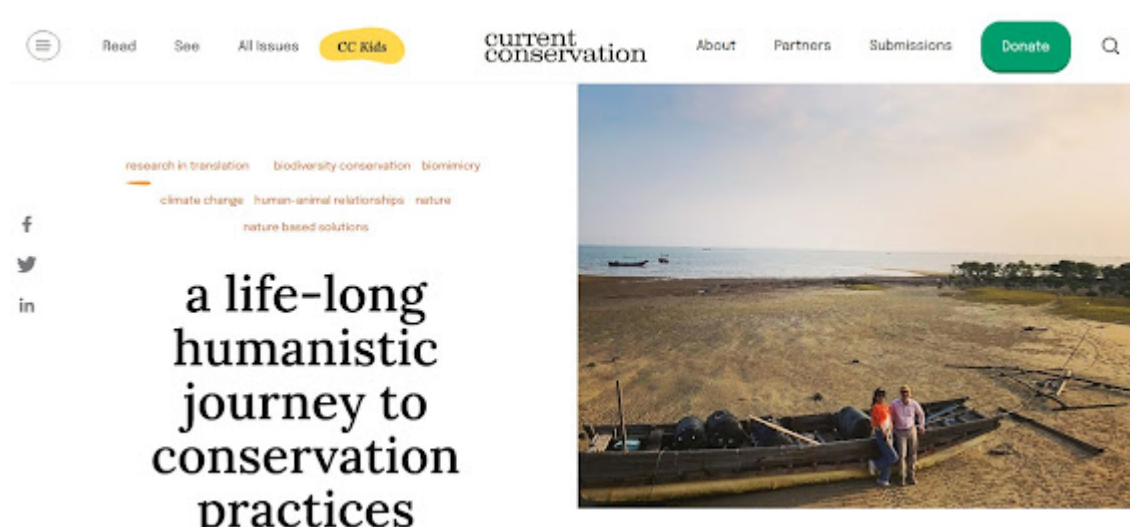 Read See All Issues CC Kids current conservation About Partners Submissions Donate
research in translation biodiversity conservation biomimicry
climate change human-animal relationships nature
nature based solutions
f
in
a life-long
humanistic
journey to
conservation
practices